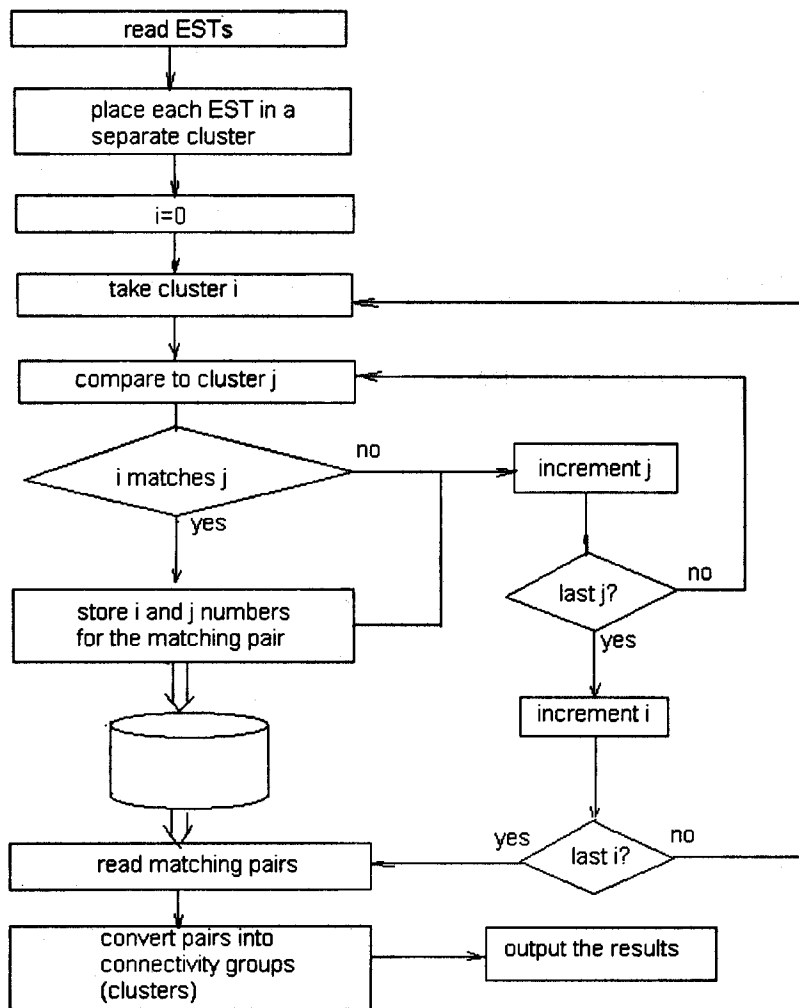 read ESTs
place each EST in a
separate cluster
i=0
take cluster i
compare to cluster j
i matches j
no
yes
increment j
last j?
no
yes
store i and j numbers
for the matching pair
increment i
last i?
yes
no
read matching pairs
convert pairs into
connectivity groups
(clusters)
output the results